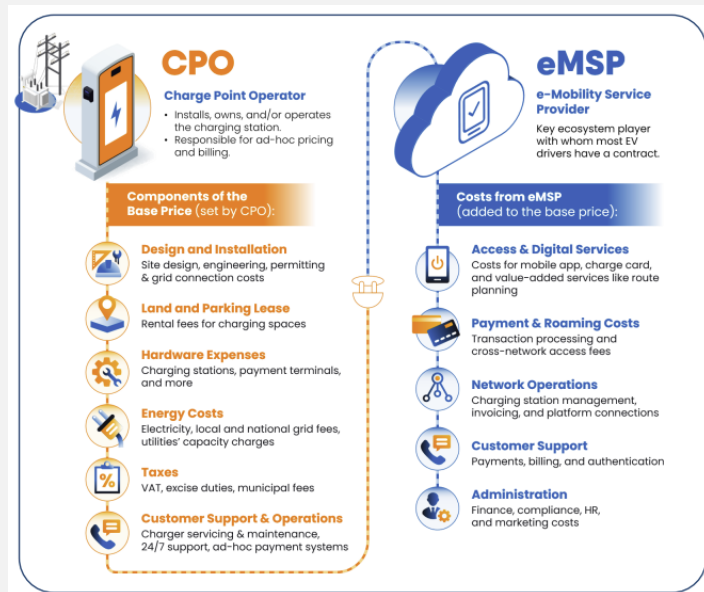 CPO
Charge Point Operator
• Installs, owns, and/or operates
the charging station.
• Responsible for ad-hoc pricing
and billing.
Components of the
Base Price (set by CPO):
Design and Installation
Site design, engineering, permitting
& grid connection costs
Land and Parking Lease
Rental fees for charging spaces
Hardware Expenses
Charging stations, payment terminals,
and more
Energy Costs
Electricity, local and national grid fees,
utilities' capacity charges
%
Taxes
VAT, excise duties, municipal fees
Customer Support & Operations
Charger servicing & maintenance,
24/7 support, ad-hoc payment systems
eMSP
e-Mobility Service
Provider
Key ecosystem player
with whom most EV
drivers have a contract.
Costs from eMSP
(added to the base price):
Access & Digital Services
Costs for mobile app, charge card,
and value-added services like route
planning
Payment & Roaming Costs
Transaction processing and
cross-network access fees
Network Operations
Charging station management,
invoicing, and platform connections
Customer Support
Payments, billing, and authentication
Administration
Finance, compliance, HR,
and marketing costs